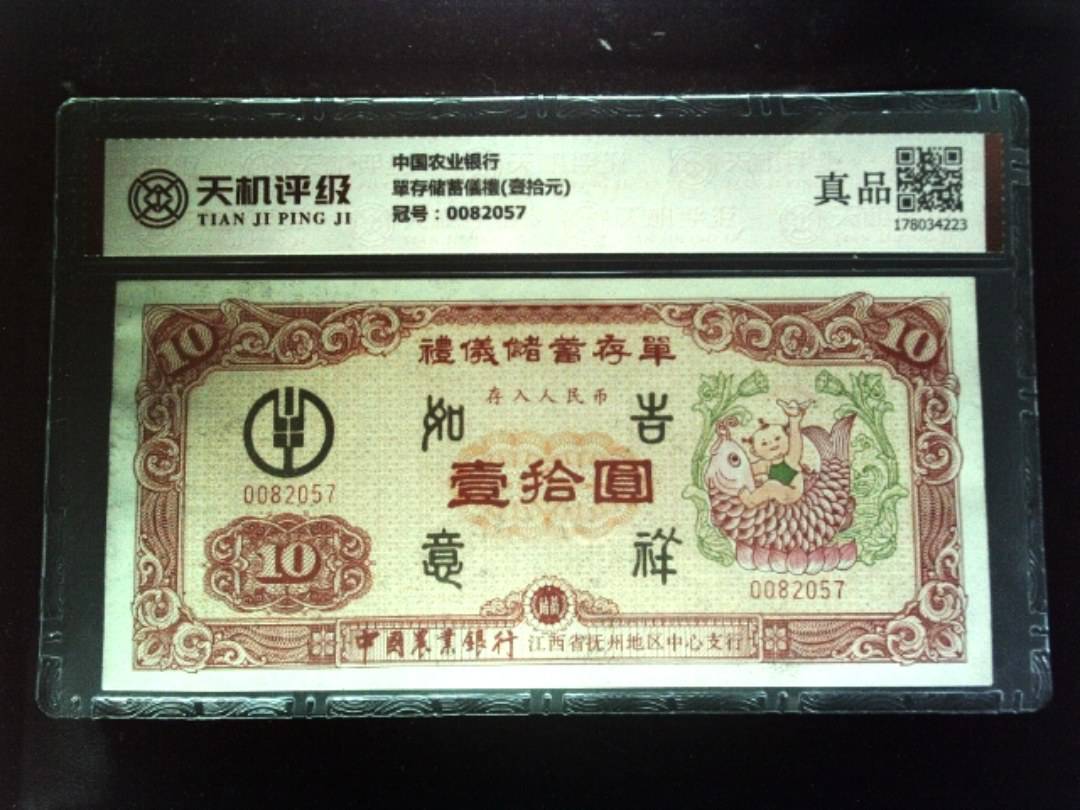 天机评级
TIAN JI PING JI
中国农业银行
單存储蓄儀禮(壹拾元)
冠号：0082057
真品
178034223
10
10
禮儀儲蓄存單
存入人民币
如
吉
壹拾圓
0082057
10
意
祥
0082057
中國農業銀行 江西省抚州地区中心支行